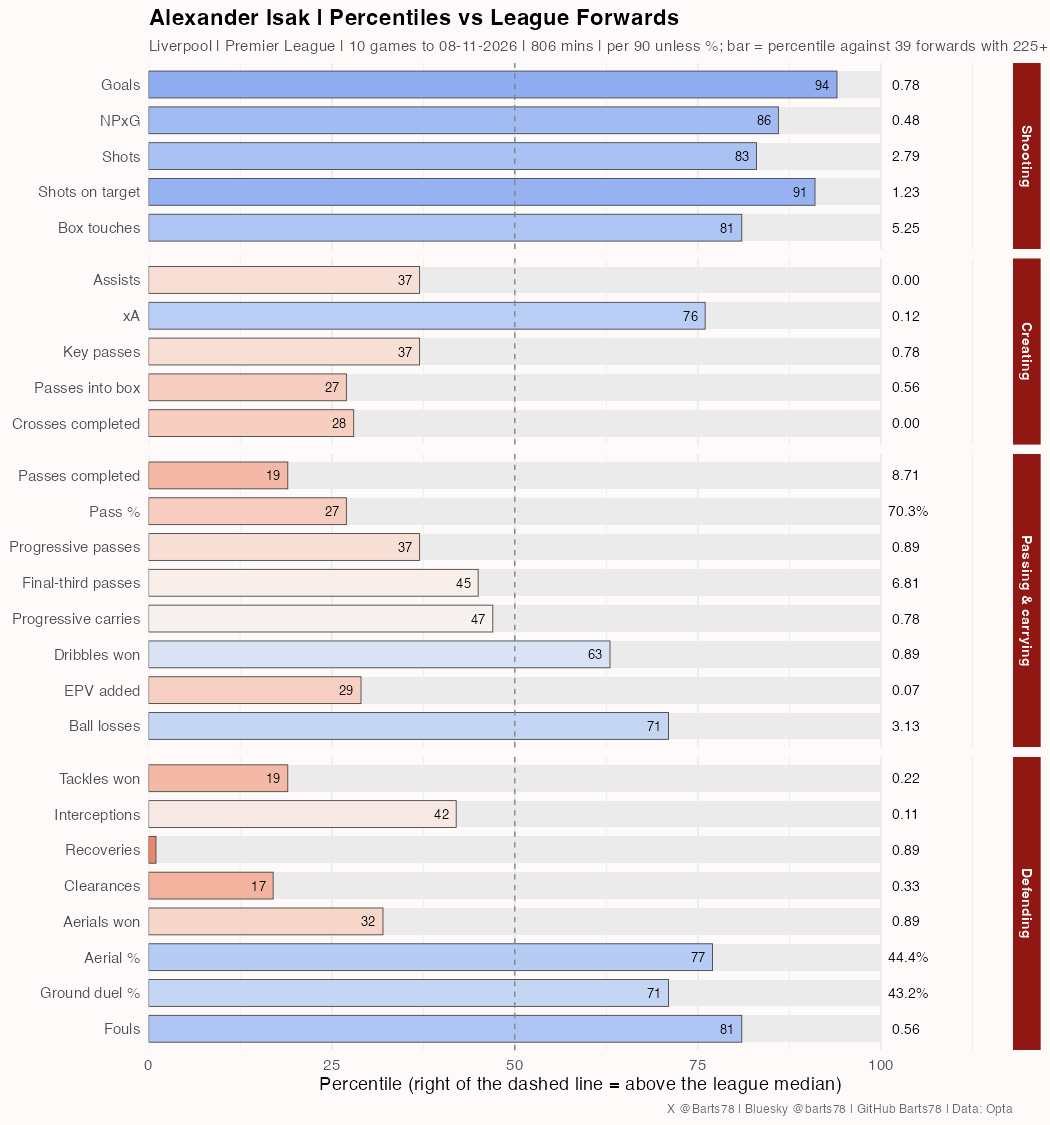 Alexander Isak | Percentiles vs League Forwards
Liverpool | Premier League | 10 games to 08-11-2026 | 806 mins | per 90 unless %; bar = percentile against 39 forwards with 225+
Goals 94 0.78
NPxG 86 0.48
Shots 83 2.79
Shots on target 91 1.23
Box touches 81 5.25
Shooting
Assists 37 0.00
xA 76 0.12
Key passes 37 0.78
Passes into box 27 0.56
Crosses completed 28 0.00
Creating
Passes completed 19 8.71
Pass % 27 70.3%
Progressive passes 37 0.89
Final-third passes 45 6.81
Progressive carries 47 0.78
Dribbles won 63 0.89
EPV added 29 0.07
Ball losses 71 3.13
Passing & carrying
Tackles won 19 0.22
Interceptions 42 0.11
Recoveries 0.89
Clearances 17 0.33
Aerials won 32 0.89
Aerial % 77 44.4%
Ground duel % 71 43.2%
Fouls 81 0.56
Defending
0 25 50 75 100
Percentile (right of the dashed line = above the league median)
X @Barts78 | Bluesky @barts78 | GitHub Barts78 | Data: Opta